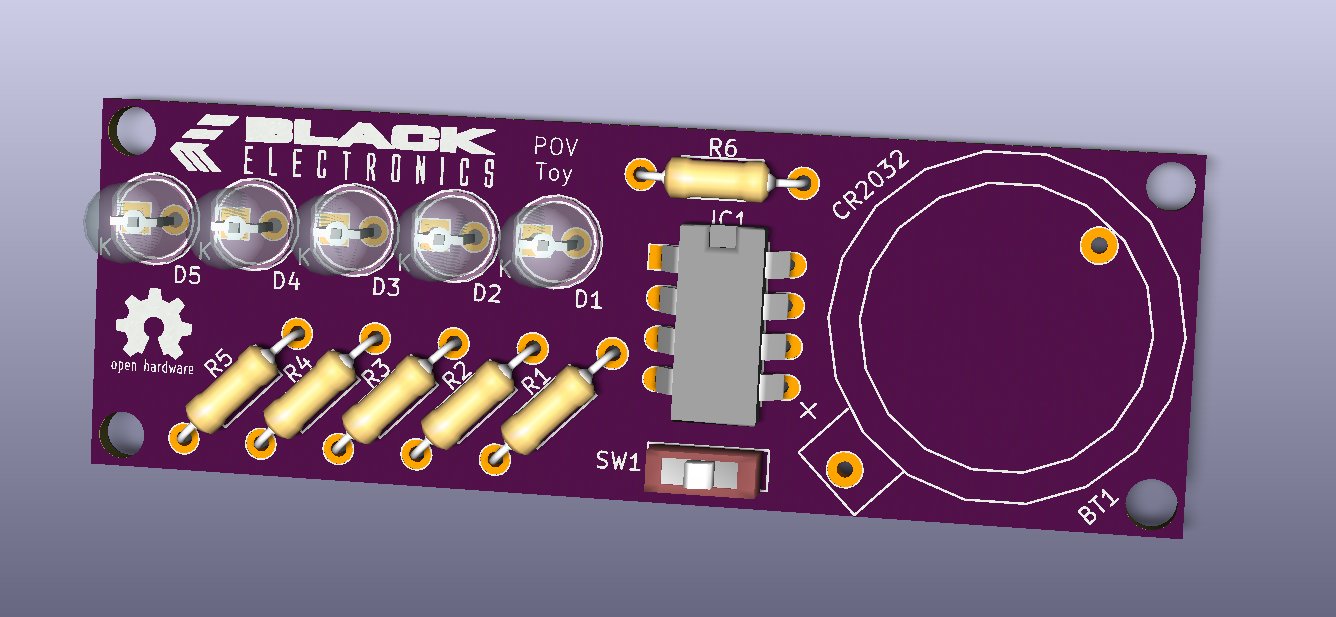 BLACK
ELECTRONICS
POV
Toy
R6
CR2032
IC1
K
D5
K
D4
K
D3
K
D2
K
D1
open hardware
R5
R4
R3
R2
R1
+
SW1
BT1